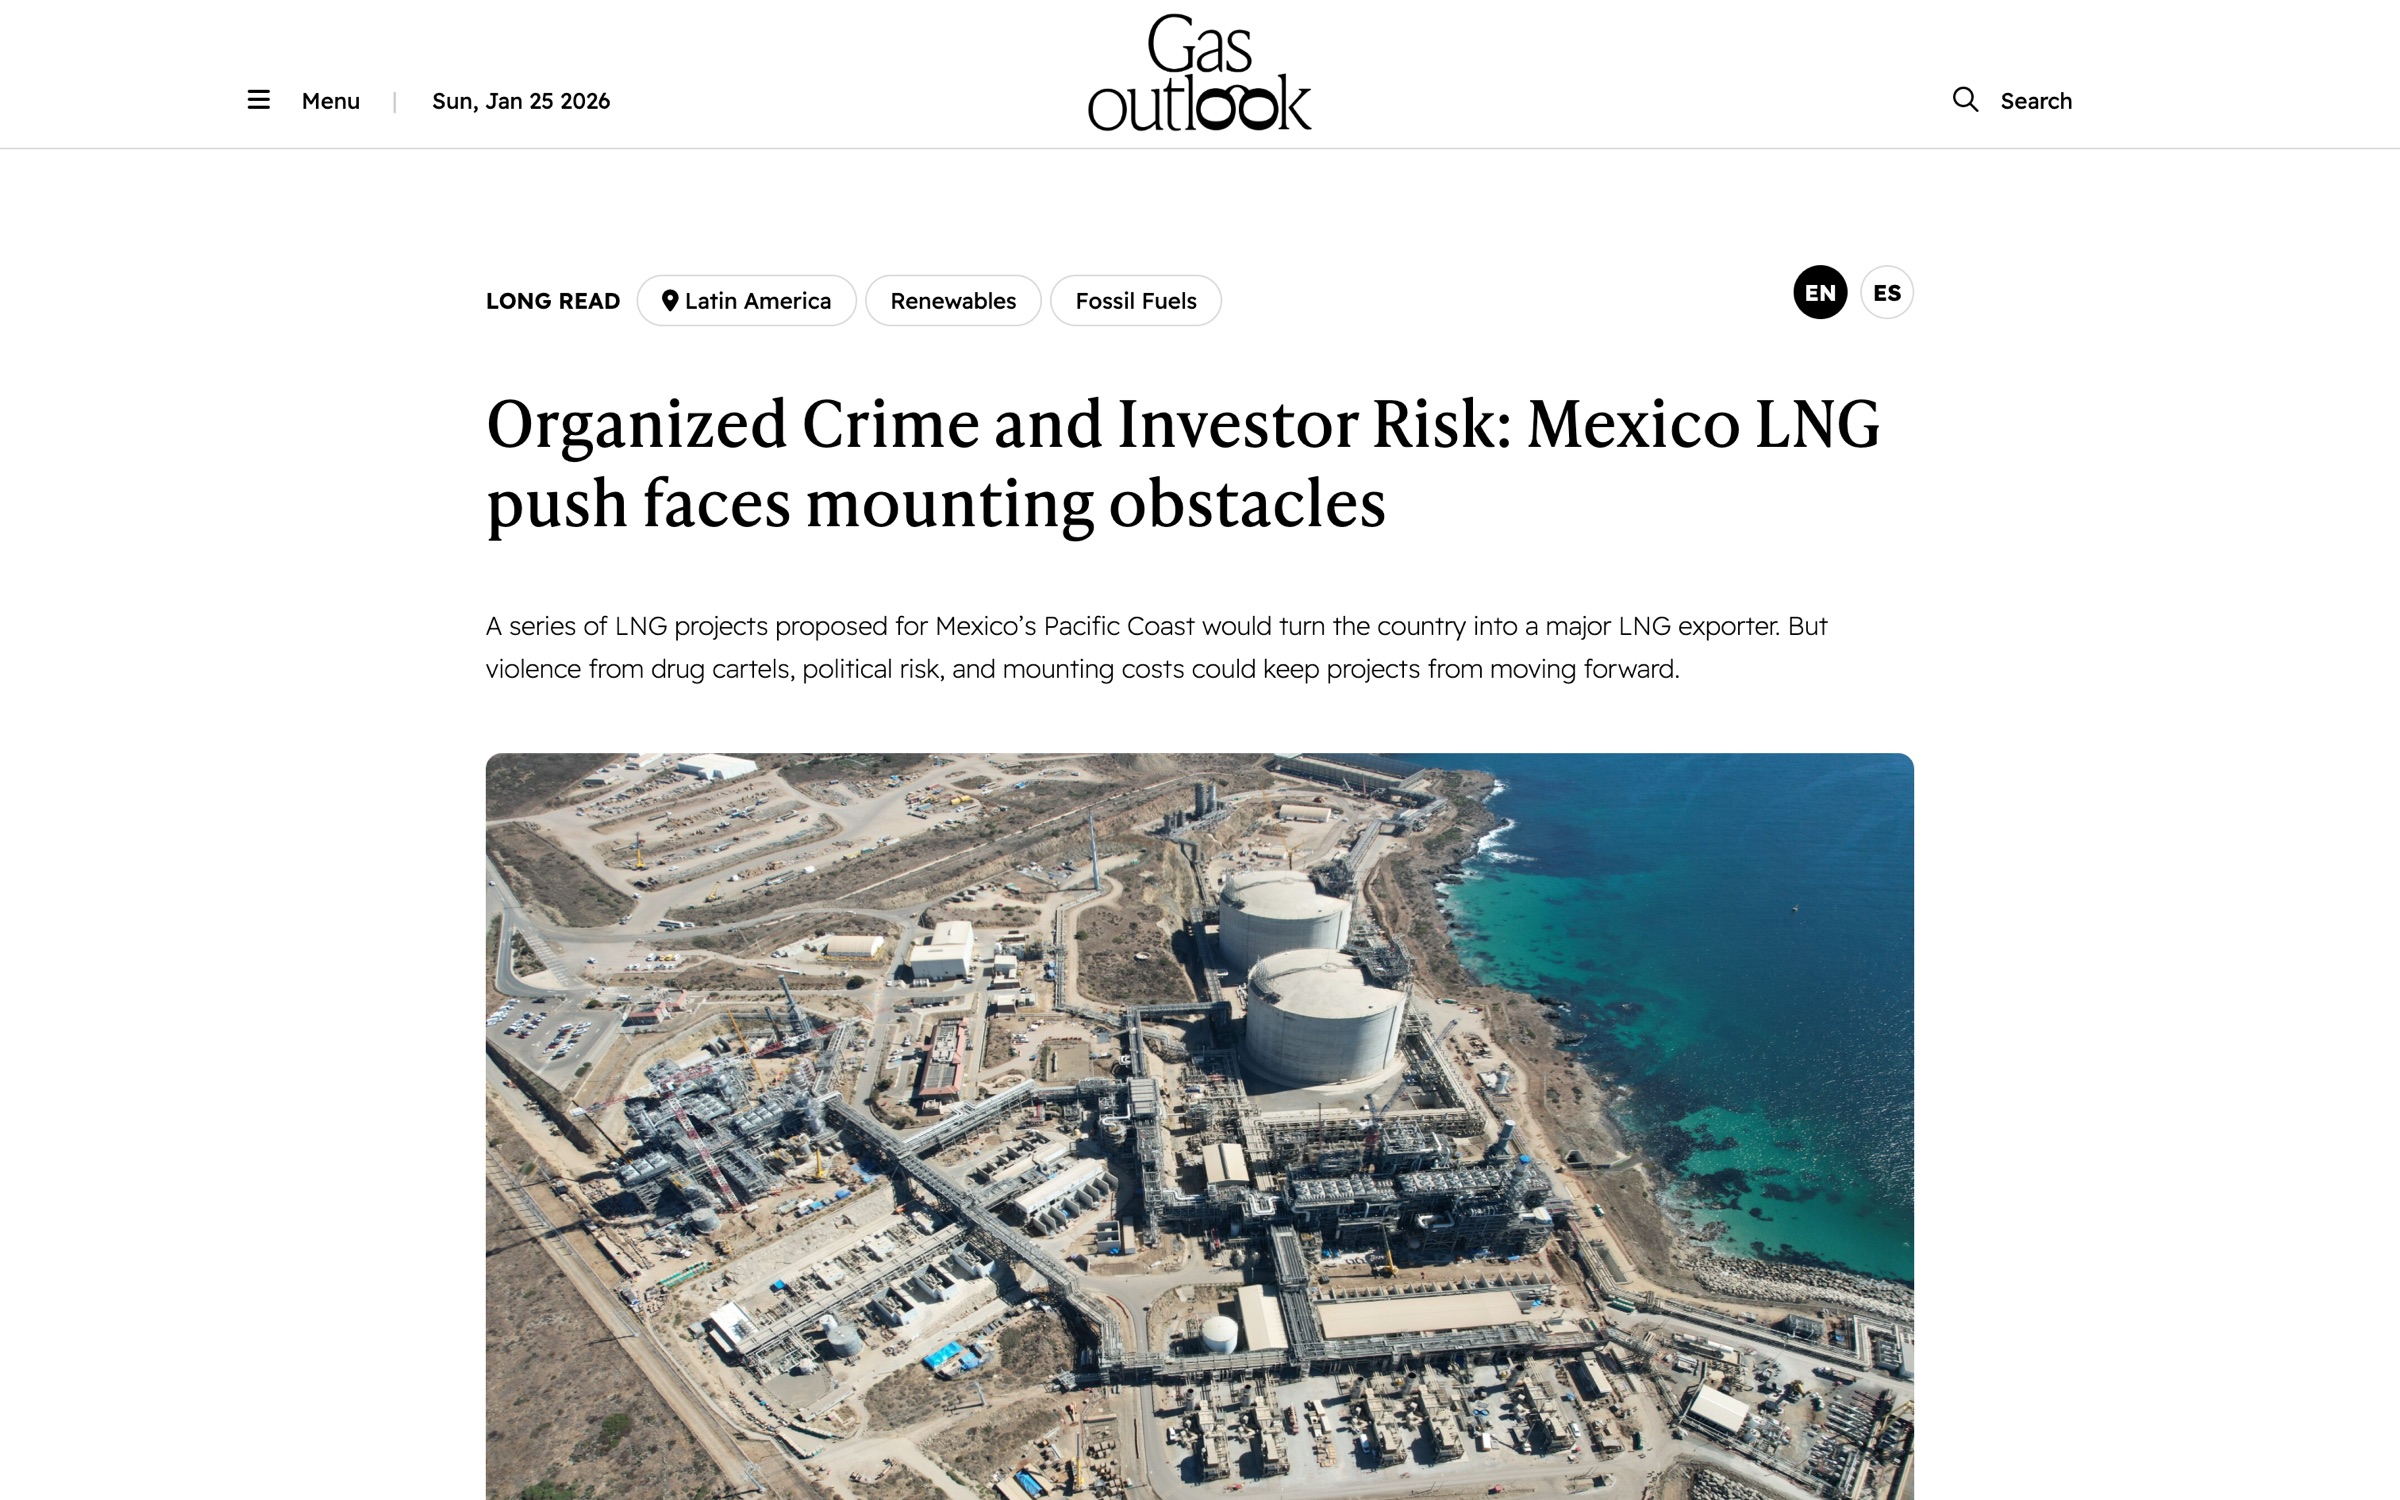 Menu | Sun, Jan 25 2026
Gas
outlook
Search
LONG READ
Latin America
Renewables
Fossil Fuels
EN
ES
Organized Crime and Investor Risk: Mexico LNG
push faces mounting obstacles
A series of LNG projects proposed for Mexico’s Pacific Coast would turn the country into a major LNG exporter. But
violence from drug cartels, political risk, and mounting costs could keep projects from moving forward.